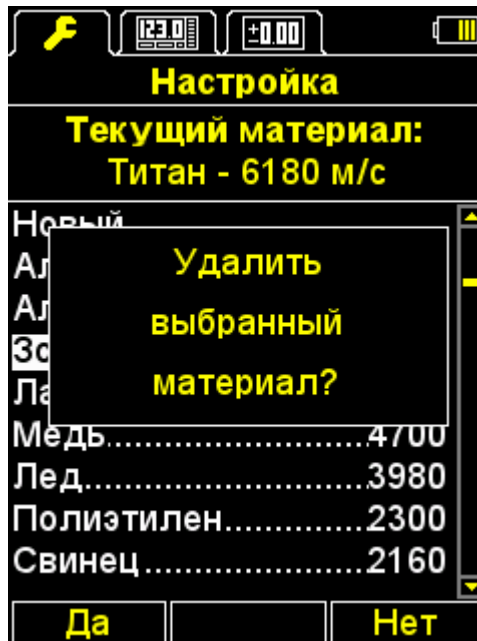 123.0
±0.00
Настройка
Текущий материал:
Титан - 6180 м/с
Новый
Удалить
выбранный
материал?
Медь....................4700
Лед......................3980
Полиэтилен............2300
Свинец.................2160
Да
Нет